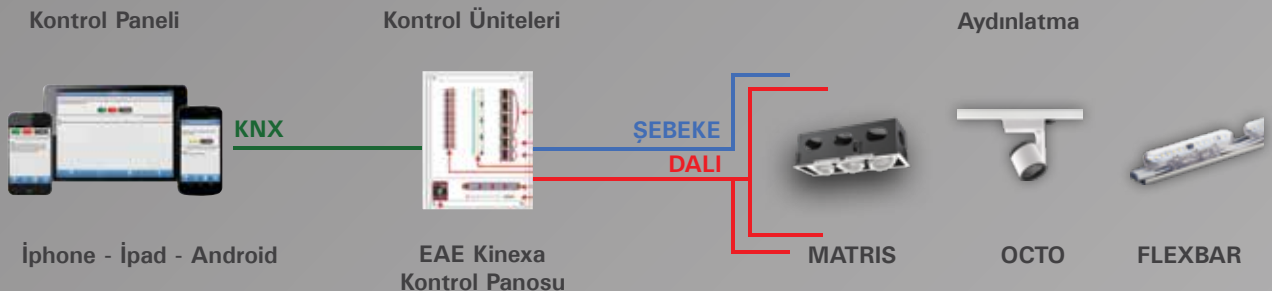 Kontrol Paneli
Kontrol Üniteleri
Aydınlatma
KNX
ŞEBEKE
DALI
İphone - İpad - Android
EAE Kinexa
Kontrol Panosu
MATRIS
OCTO
FLEXBAR